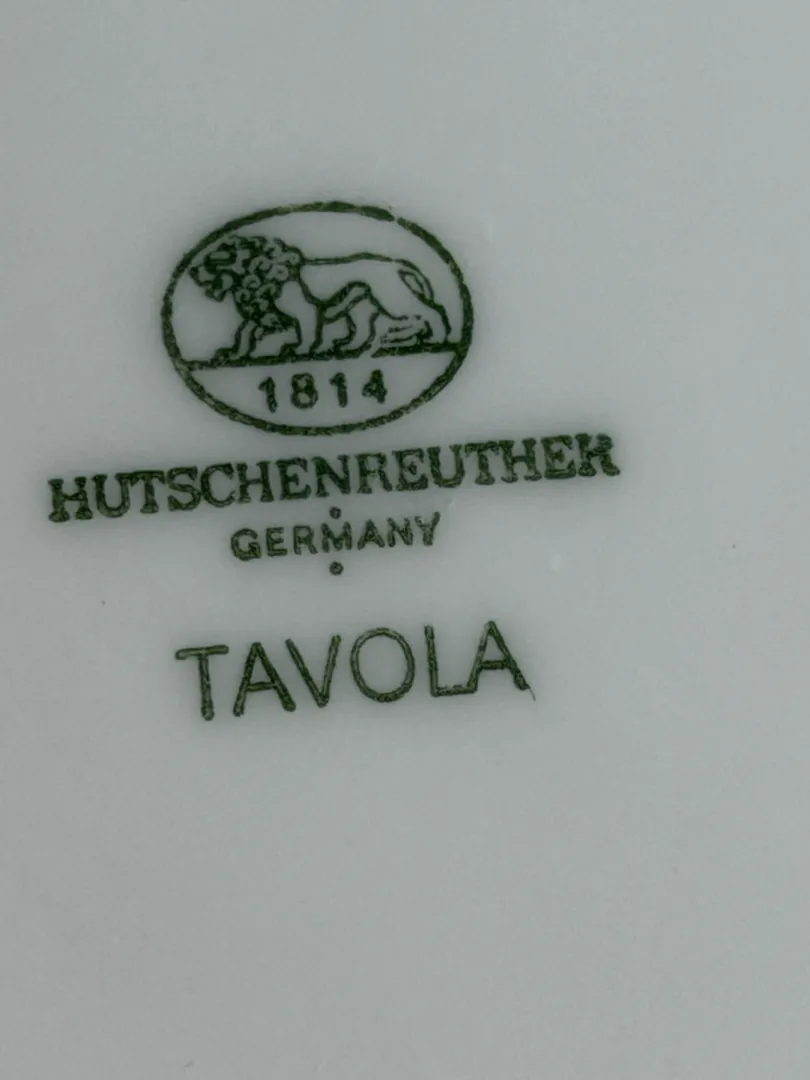 1814
HUTSCHENREUTHER
GERMANY
TAVOLA